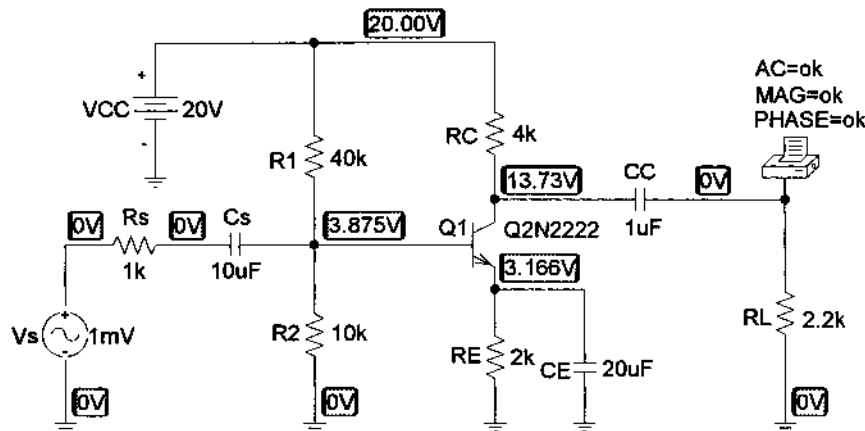 20.00V
AC=ok
MAG=ok
PHASE=ok
+
VCC
20V
-
R1
40k
RC
4k
13.73V
CC
0V
1uF
0V
Rs
0V
Cs
3.875V
Q1
Q2N2222
1k
10uF
3.166V
+
Vs
1mV
-
R2
10k
RE
2k
CE
20uF
RL
2.2k
0V
0V
0V
0V